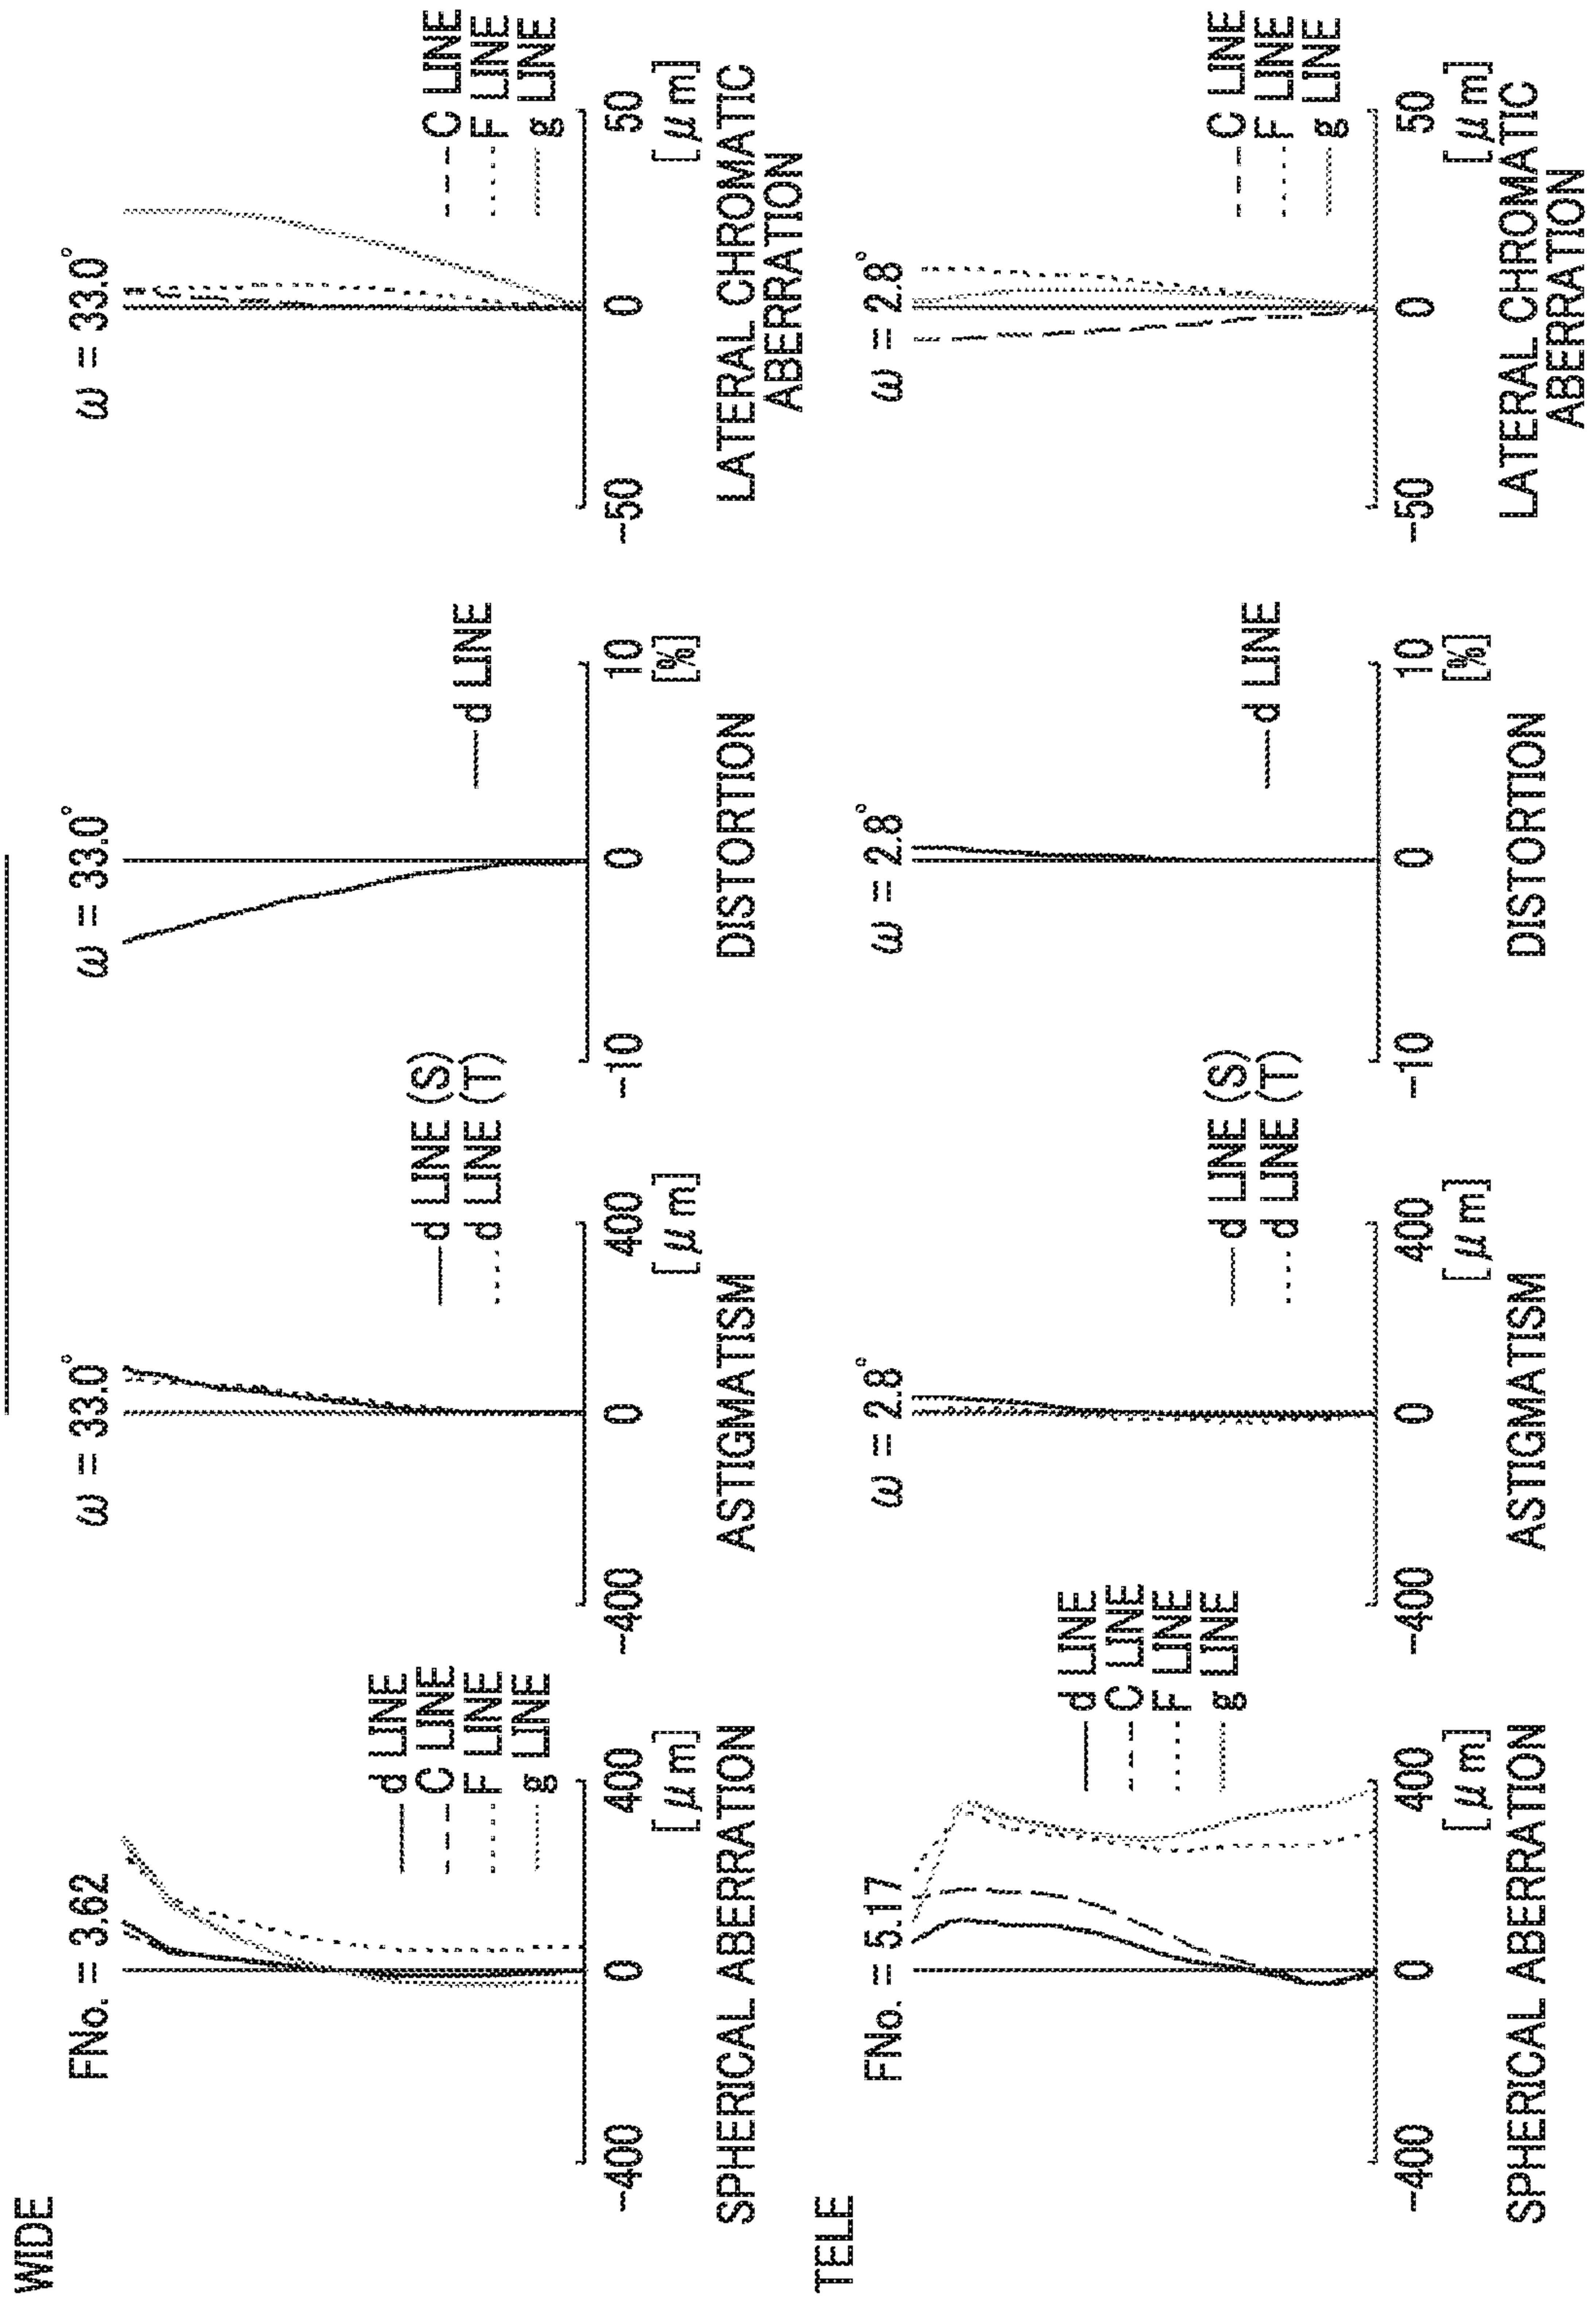 WIDE
FNo. = 3.62
d LINE
C LINE
F LINE
g LINE
-400
0
400
[μm]
SPHERICAL ABERRATION
ω = 33.0°
d LINE (S)
d LINE (T)
-400
0
400
[μm]
ASTIGMATISM
ω = 33.0°
d LINE
-10
0
10
[%]
DISTORTION
ω = 33.0°
C LINE
F LINE
g LINE
-50
0
50
[μm]
LATERAL CHROMATIC
ABERRATION
TELE
FNo. = 5.17
d LINE
C LINE
F LINE
g LINE
-400
0
400
[μm]
SPHERICAL ABERRATION
ω = 2.8°
d LINE (S)
d LINE (T)
-400
0
400
[μm]
ASTIGMATISM
ω = 2.8°
d LINE
-10
0
10
[%]
DISTORTION
ω = 2.8°
C LINE
F LINE
g LINE
-50
0
50
[μm]
LATERAL CHROMATIC
ABERRATION